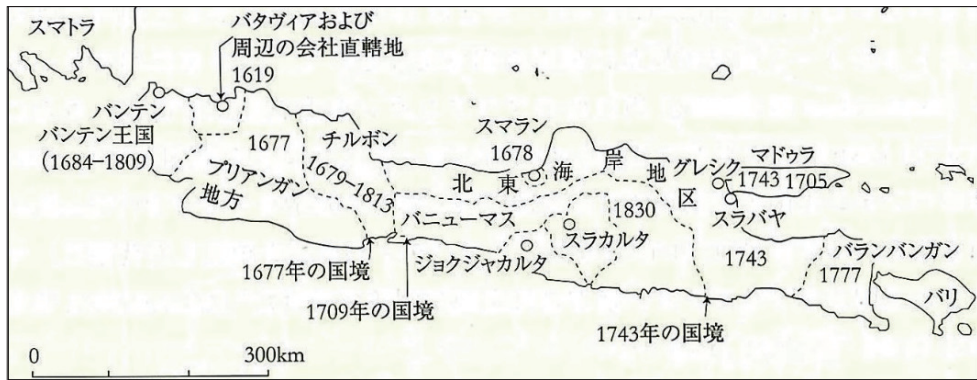 スマトラ
バタヴィアおよび
周辺の会社直轄地
1619
バンテン
バンテン王国
(1684-1809)
1677
プリアンガン
地方
チルボン
1679-1813
スマラン
1678
北東海岸地区
グレシク
マドゥラ
1743 1705
スラバヤ
バニューマス
1830
スラカルタ
ジョクジャカルタ
1743
バランバンガン
1777
バリ
1677年の国境
1709年の国境
1743年の国境
0 300km